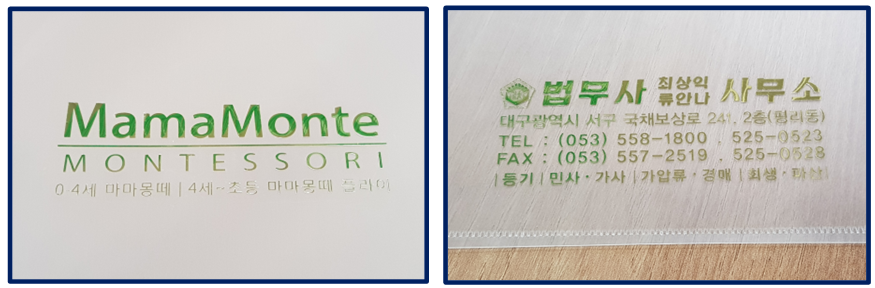 MamaMonte
MONTESSORI
0 4세 마마몽떼 | 4세~초등 마마몽떼 플러이
법무사 최상익 류안나 사무소
대구광역시 서구 국채보상로 241, 2층(평리동)
TEL : (053) 558-1800 . 525-0523
FAX : (053) 557-2519 . 525-0528
|등기|민사·가사|가압류·경매|회생·파산|